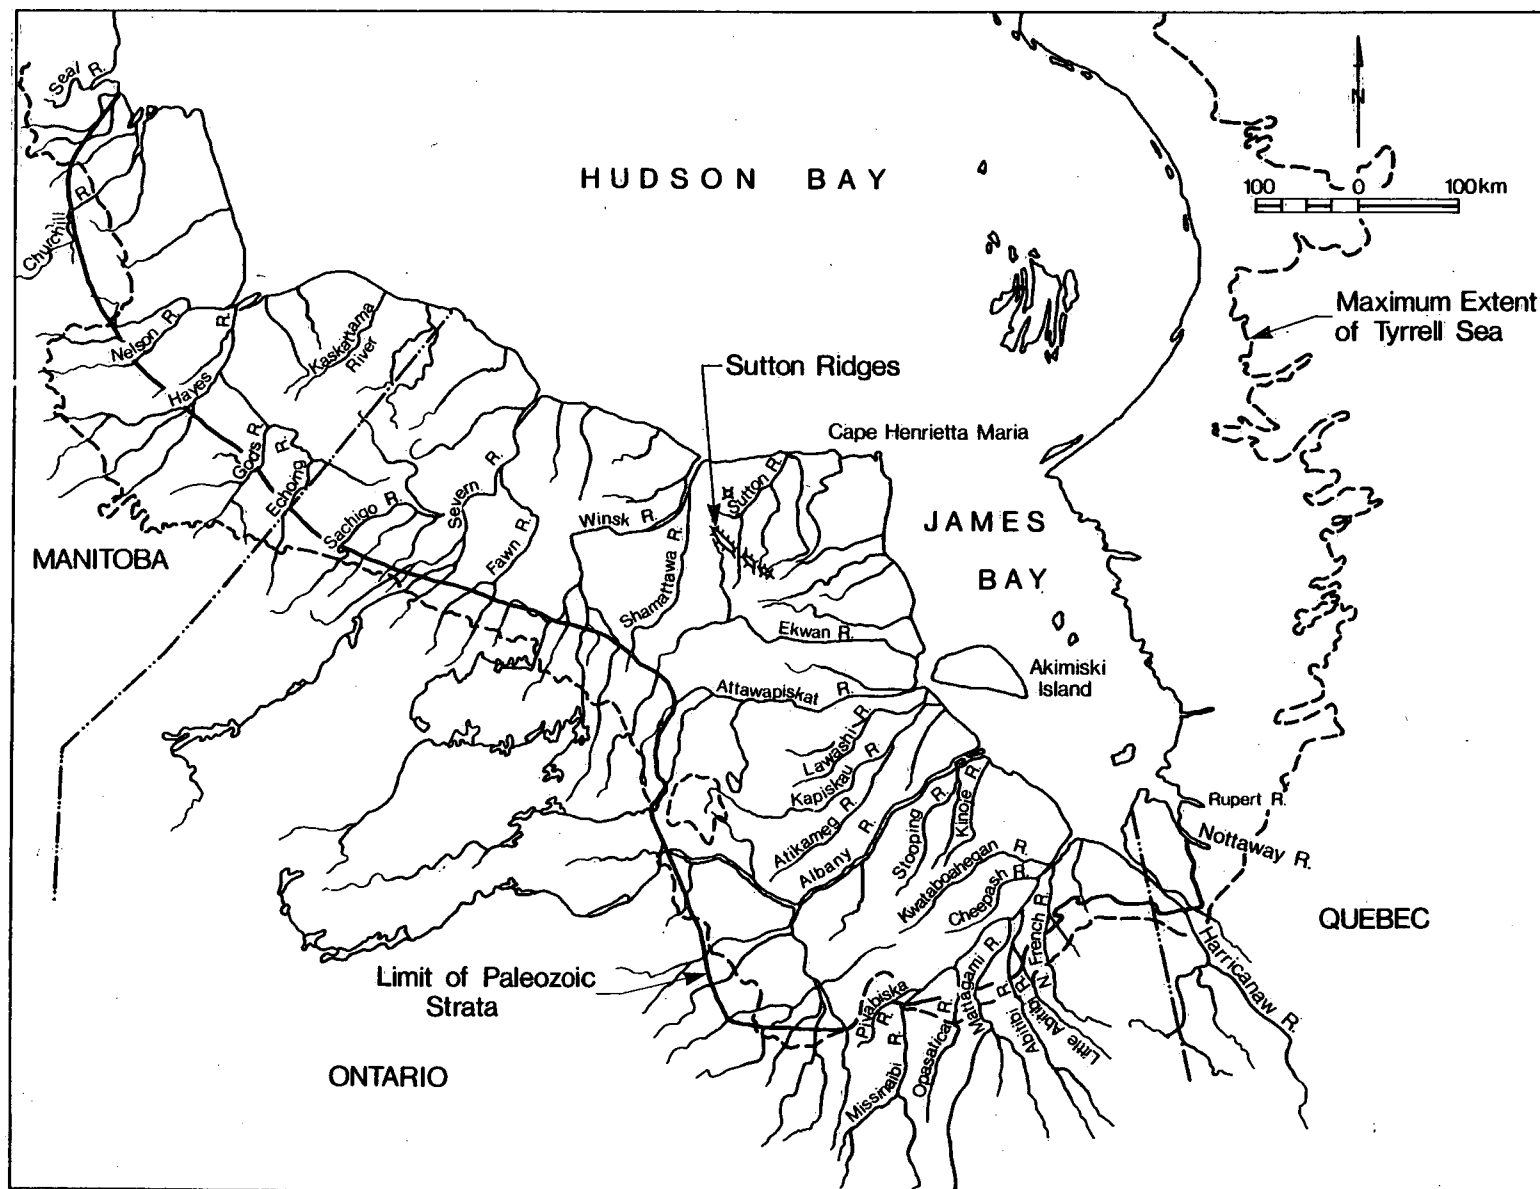 Seal R.
N
HUDSON BAY
100 0 100km
Churchill R.
Maximum Extent
of Tyrrell Sea
Nelson R.
Hayes R.
Kaskattama
River
Sutton Ridges
Cape Henrietta Maria
Gods R.
Echoing R.
Sachigo R.
Severn R.
Fawn R.
Winsk R.
Shamattawa R.
Sutton R.
JAMES
BAY
MANITOBA
Ekwan R.
Akimiski
Island
Attawapiskat R.
Lawashi R.
Kapiskau R.
Atikameg R.
Albany R.
Stooping R.
Kinoje R.
Rupert R.
Nottaway R.
Kwataboahegan R.
Cheepash R.
QUEBEC
Harricanaw R.
Limit of Paleozoic
Strata
Pivabiska R.
Missinaibi R.
Opasatica R.
Mattagami R.
Abitibi R.
Little Abitibi R.
N. French R.
ONTARIO